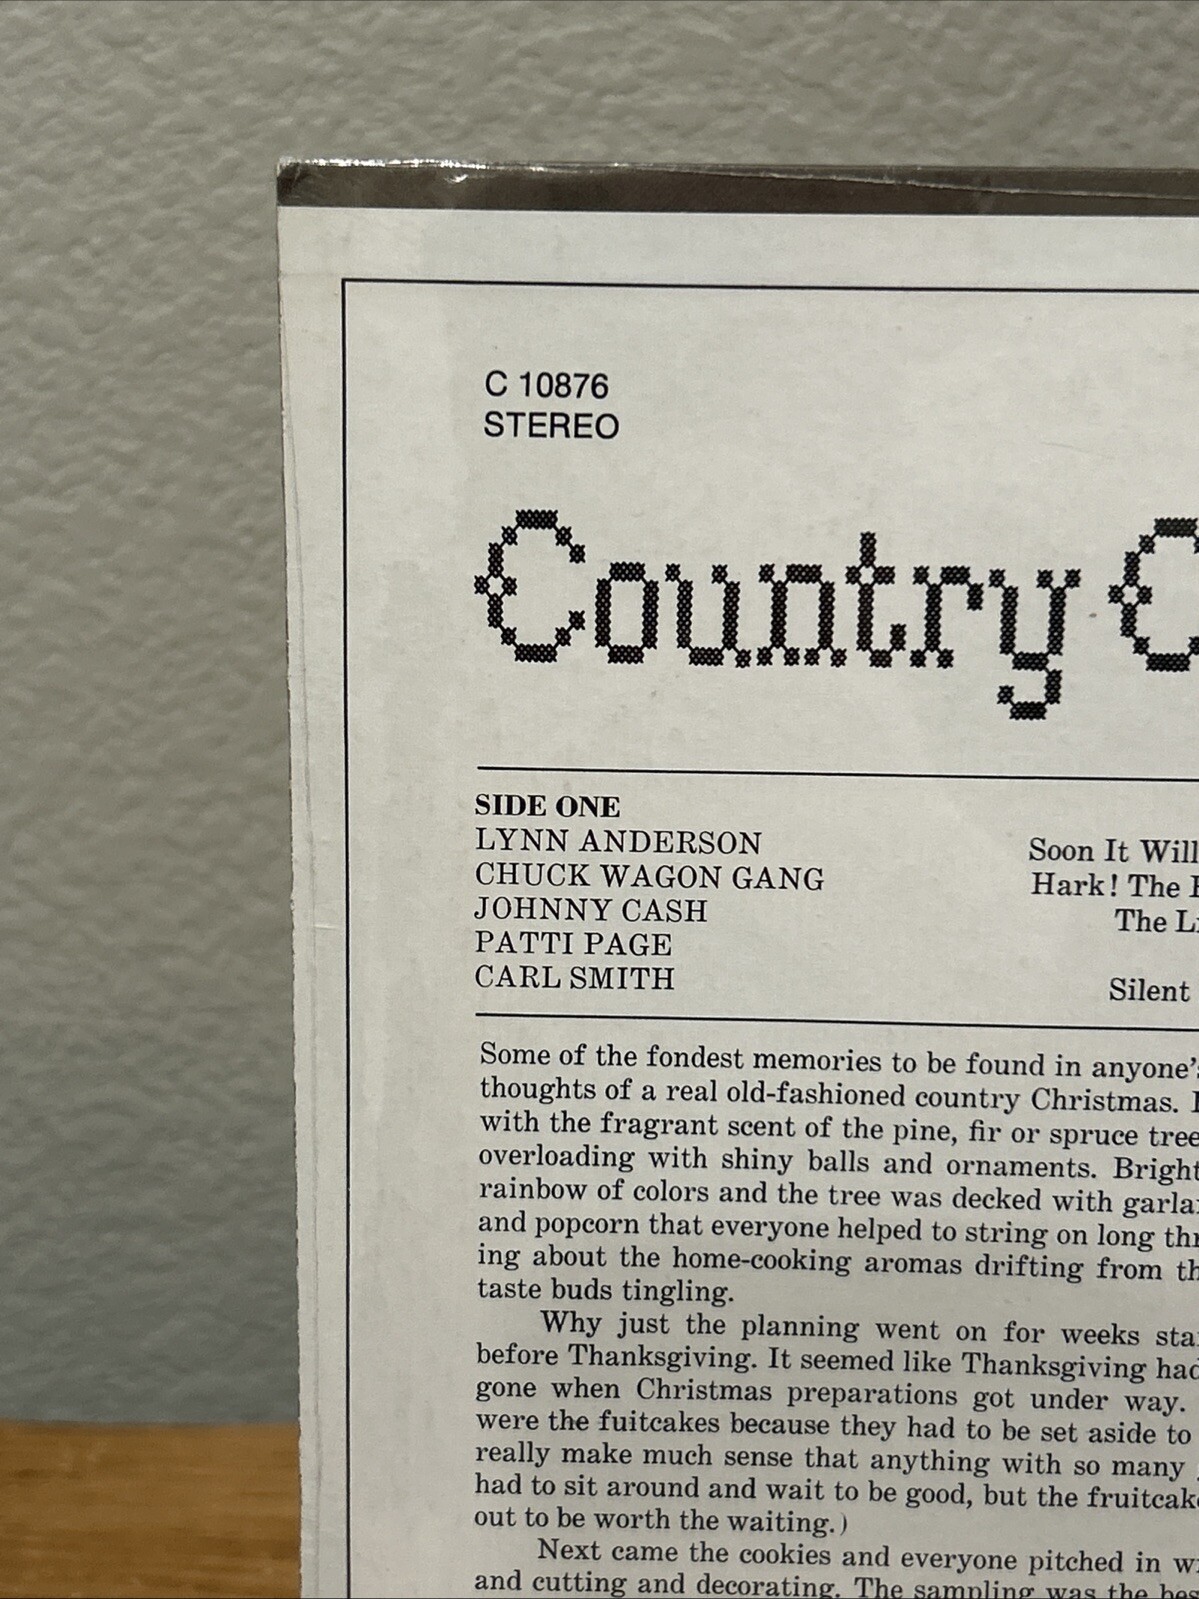 C 10876
STEREO
Country
SIDE ONE
LYNN ANDERSON
Soon It Will
CHUCK WAGON GANG
Hark! The
JOHNNY CASH
The
PATTI PAGE
CARL SMITH
Silent
Some of the fondest memories to be found in anyone's
thoughts of a real old-fashioned country Christmas.
with the fragrant scent of the pine, fir or spruce tree
overloading with shiny balls and ornaments. Bright
rainbow of colors and the tree was decked with
and popcorn that everyone helped to string on long
ing about the home-cooking aromas drifting from
taste buds tingling.
Why just the planning went on for weeks
before Thanksgiving. It seemed like Thanksgiving had
gone when Christmas preparations got under way.
were the fuitcakes because they had to be set aside to
really make much sense that anything with so many
had to sit around and wait to be good, but the
out to be worth the waiting.)
Next came the cookies and everyone pitched in
and cutting and decorating. The sampling was the